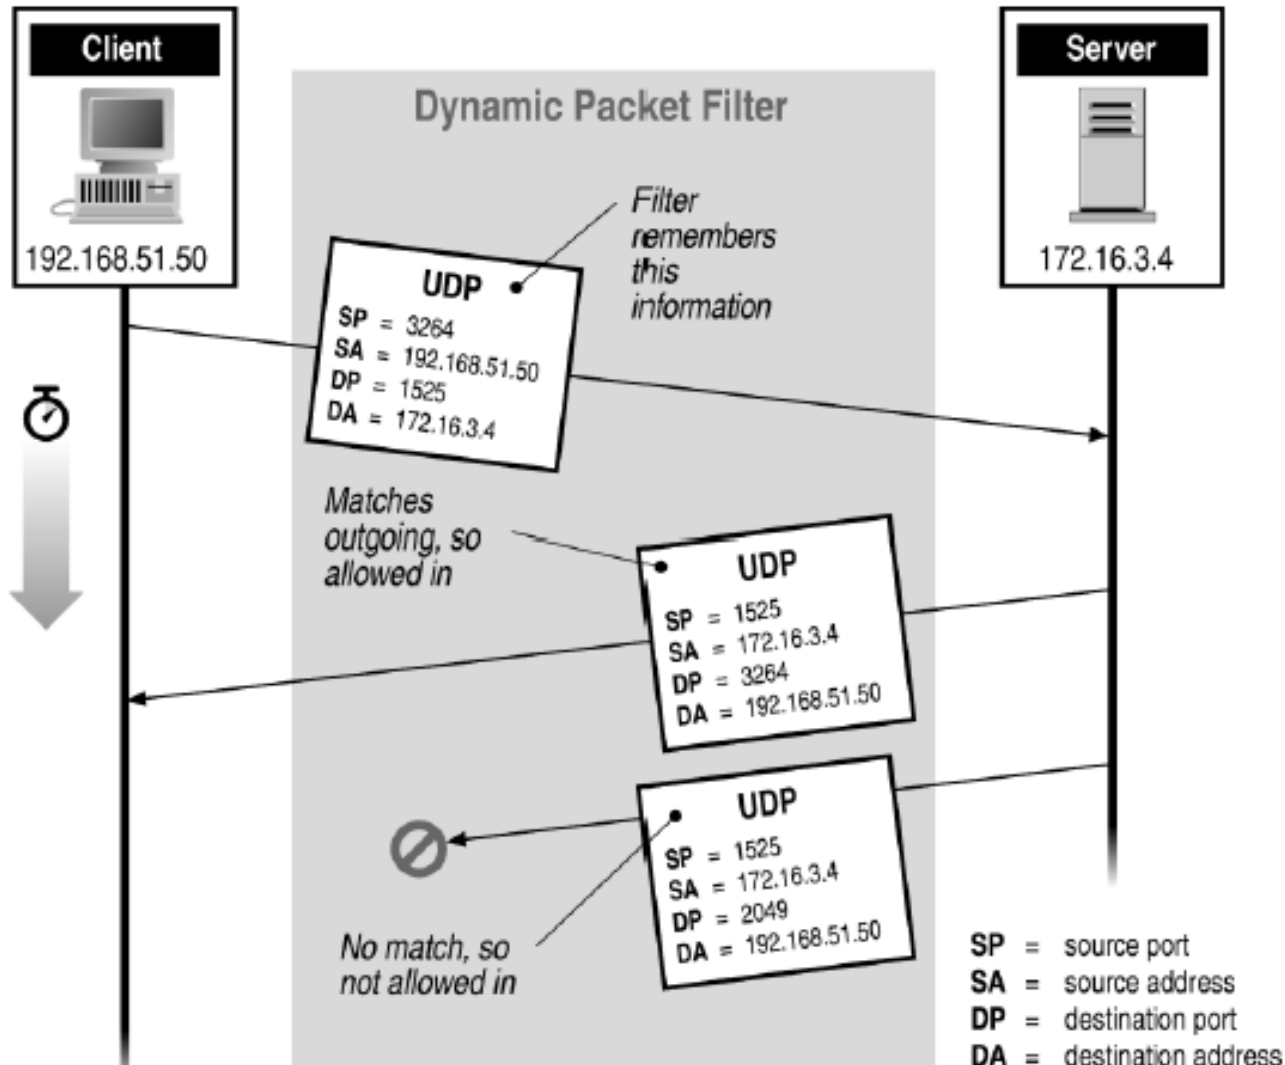 Client
192.168.51.50
Server
172.16.3.4
Dynamic Packet Filter
Filter
remembers
this
information
UDP
SP = 3264
SA = 192.168.51.50
DP = 1525
DA = 172.16.3.4
Matches
outgoing, so
allowed in
UDP
SP = 1525
SA = 172.16.3.4
DP = 3264
DA = 192.168.51.50
UDP
SP = 1525
SA = 172.16.3.4
DP = 2049
DA = 192.168.51.50
No match, so
not allowed in
SP = source port
SA = source address
DP = destination port
DA = destination address